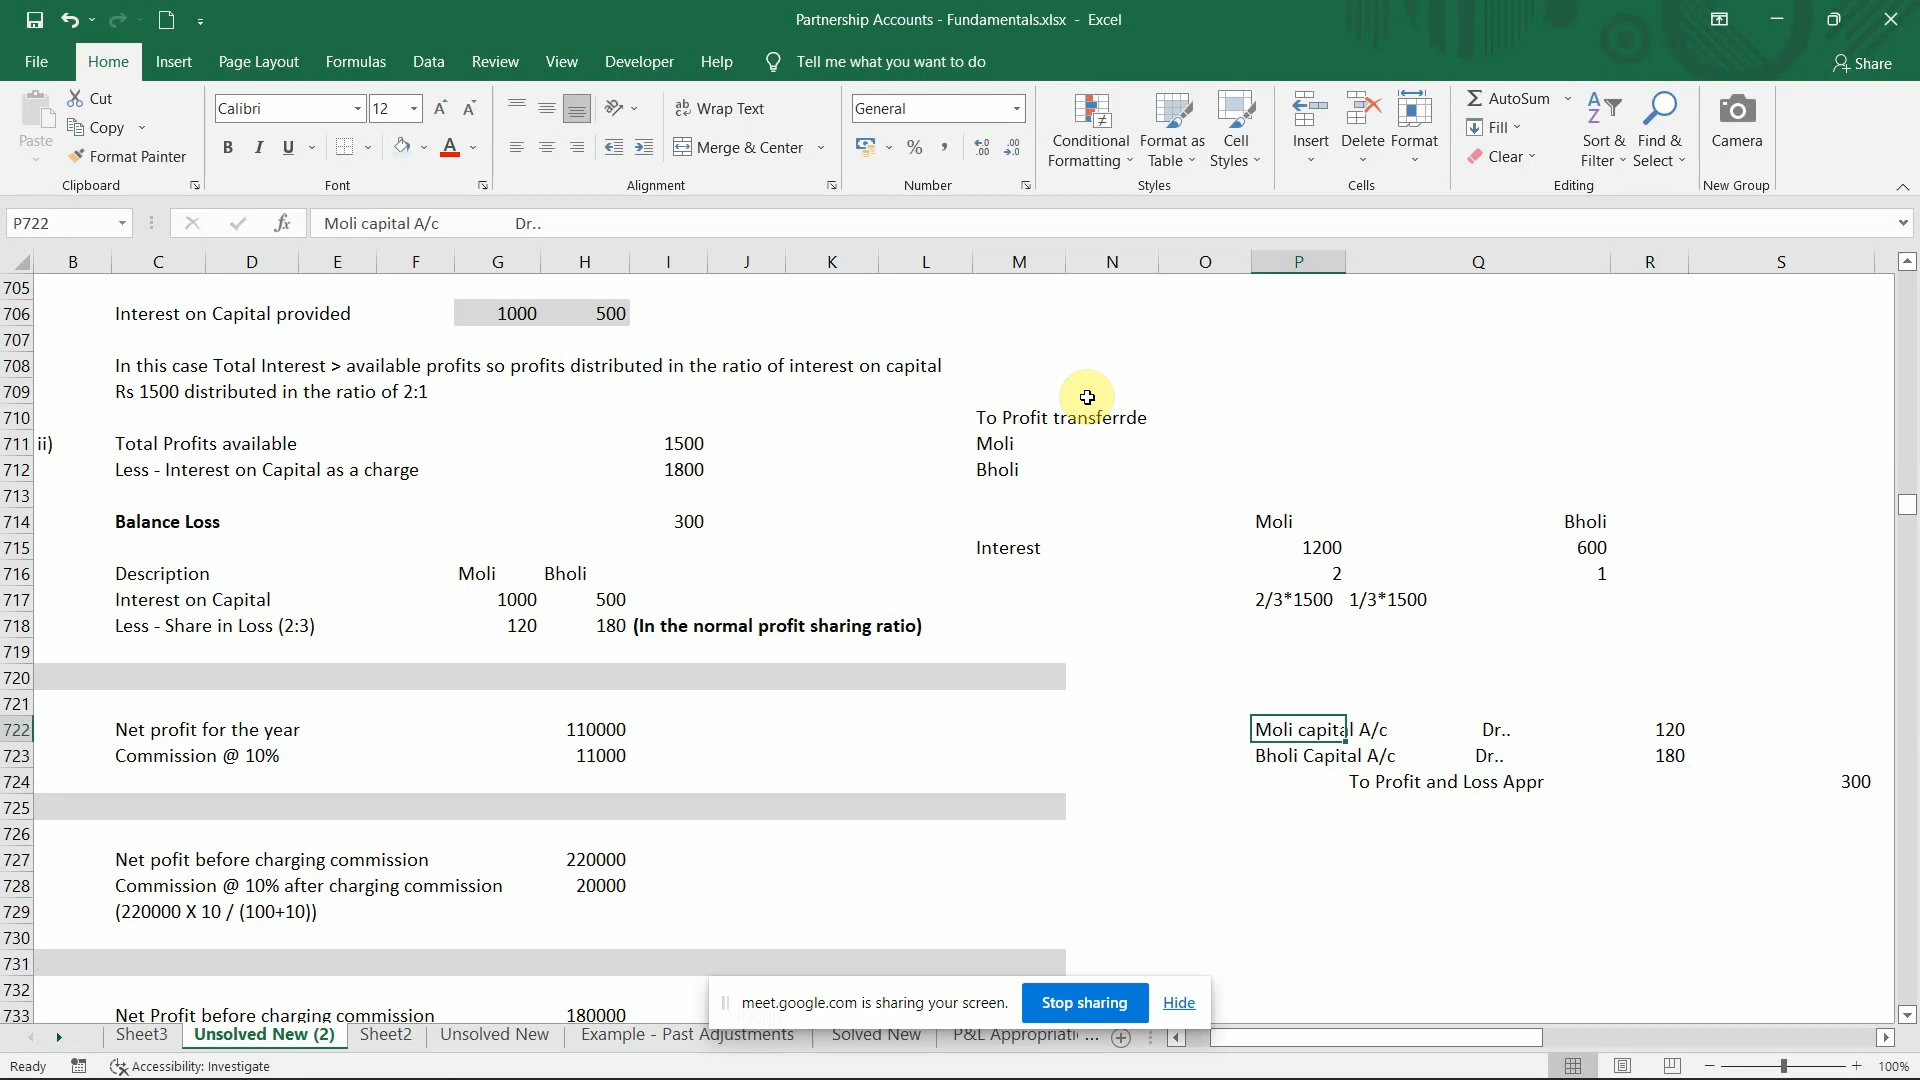 Partnership Accounts - Fundamentals.xlsx - Excel
File Home Insert Page Layout Formulas Data Review View Developer Help Tell me what you want to do Share
Paste Cut Copy Format Painter Clipboard
Calibri 12 B I U A Font
Wrap Text Merge & Center Alignment
General % , Number
Conditional Formatting Format as Table Cell Styles Styles
Insert Delete Format Cells
AutoSum Fill Clear Sort & Filter Find & Select Editing
Camera New Group
P722 fx Moli capital A/c Dr..
B C D E F G H I J K L M N O P Q R S
705
706 Interest on Capital provided 1000 500
707
708 In this case Total Interest > available profits so profits distributed in the ratio of interest on capital
709 Rs 1500 distributed in the ratio of 2:1
710 To Profit transferrde
711 ii) Total Profits available 1500 Moli
712 Less - Interest on Capital as a charge 1800 Bholi
713
714 Balance Loss 300 Moli Bholi
715 Interest 1200 600
716 Description Moli Bholi 2 1
717 Interest on Capital 1000 500 2/3*1500 1/3*1500
718 Less - Share in Loss (2:3) 120 180 (In the normal profit sharing ratio)
719
720
721
722 Net profit for the year 110000 Moli capital A/c Dr.. 120
723 Commission @ 10% 11000 Bholi Capital A/c Dr.. 180
724 To Profit and Loss Appr 300
725
726
727 Net pofit before charging commission 220000
728 Commission @ 10% after charging commission 20000
729 (220000 X 10 / (100+10))
730
731
732
733 Net Profit before charging commission 180000
meet.google.com is sharing your screen. Stop sharing Hide
Sheet3 Unsolved New (2) Sheet2 Unsolved New Example - Past Adjustments Solved New P&L Appropriati ...
Ready Accessibility: Investigate 100%